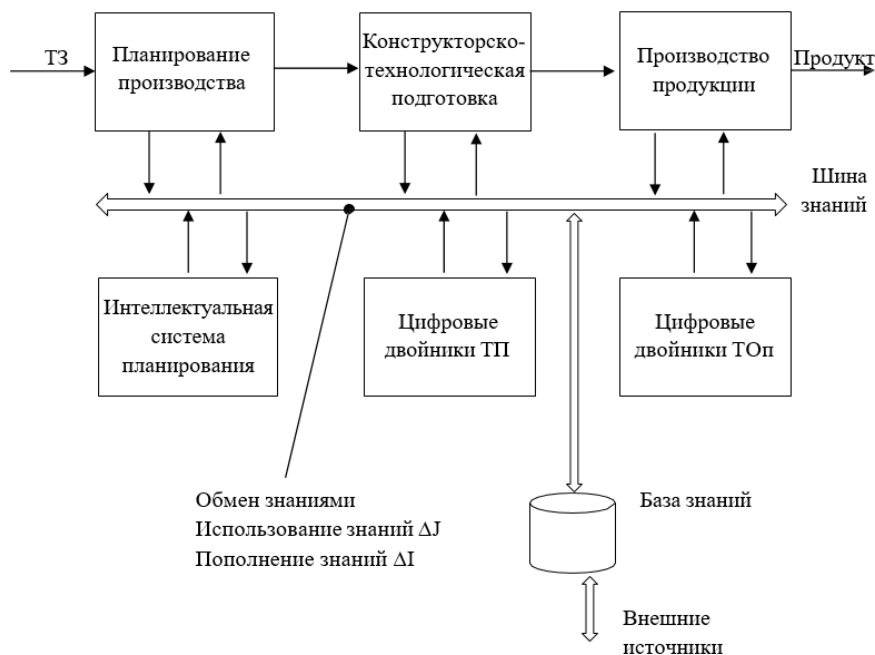 ТЗ
Планирование
производства
Конструкторско-
технологическая
подготовка
Производство
продукции
Продукт
Шина
знаний
Интеллектуальная
система
планирования
Цифровые
двойники ТП
Цифровые
двойники ТОп
Обмен знаниями
Использование знаний ΔJ
Пополнение знаний ΔI
База знаний
Внешние
источники